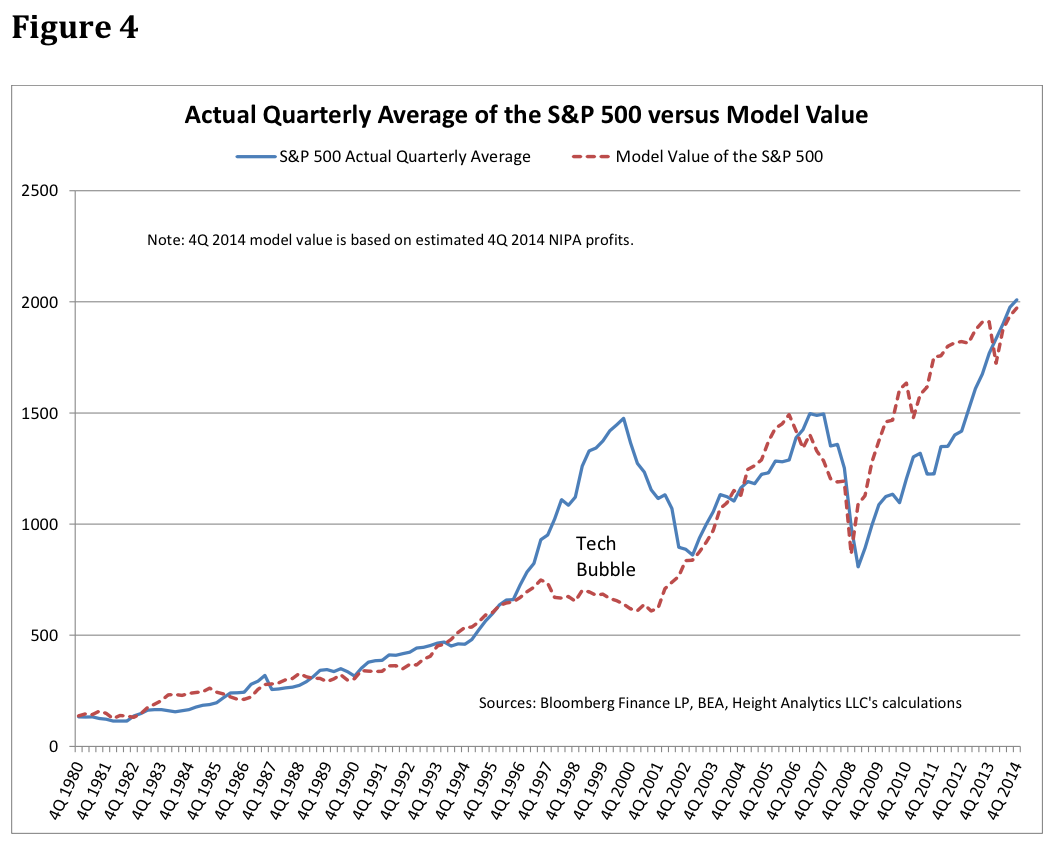 Figure 4
Actual Quarterly Average of the S&P 500 versus Model Value
S&P 500 Actual Quarterly Average
Model Value of the S&P 500
2500
Note: 4Q 2014 model value is based on estimated 4Q 2014 NIPA profits.
2000
1500
1000
Tech
Bubble
500
Sources: Bloomberg Finance LP, BEA, Height Analytics LLC's calculations
0
4Q 1980
4Q 1981
4Q 1982
4Q 1983
4Q 1984
4Q 1985
4Q 1986
4Q 1987
4Q 1988
4Q 1989
4Q 1990
4Q 1991
4Q 1992
4Q 1993
4Q 1994
4Q 1995
4Q 1996
4Q 1997
4Q 1998
4Q 1999
4Q 2000
4Q 2001
4Q 2002
4Q 2003
4Q 2004
4Q 2005
4Q 2006
4Q 2007
4Q 2008
4Q 2009
4Q 2010
4Q 2011
4Q 2012
4Q 2013
4Q 2014